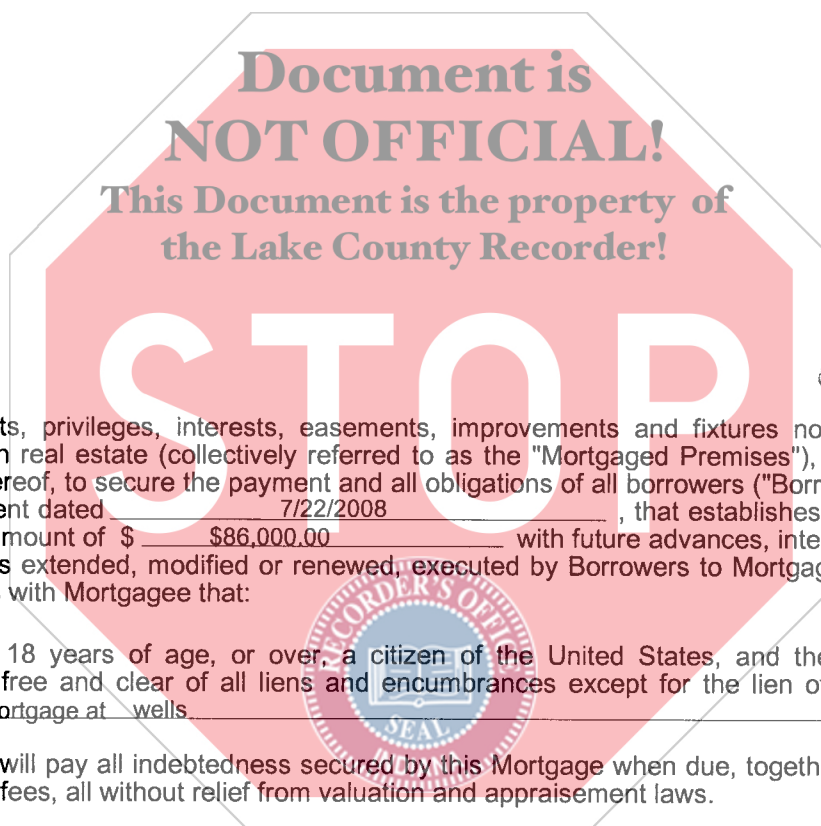 Document is
NOT OFFICIAL!
This Document is the property of
the Lake County Recorder!
STOP
ts, privileges, interests, easements, improvements and fixtures no
n real estate (collectively referred to as the "Mortgaged Premises"),
ereof, to secure the payment and all obligations of all borrowers ("Borr
ent dated 7/22/2008 , that establishes
mount of $ $86,000.00 with future advances, inte
s extended, modified or renewed, executed by Borrowers to Mortgag
with Mortgagee that:
RECORDER'S OFFICE
18 years of age, or over, a citizen of the United States, and the
free and clear of all liens and encumbrances except for the lien o
ortgage at wells
SEAL
INDIANA
will pay all indebtedness secured by this Mortgage when due, togeth
fees, all without relief from valuation and appraisement laws.